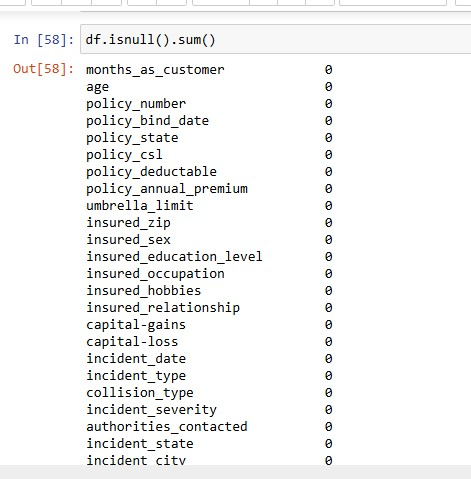 In [58]: df.isnull().sum()
Out[58]: months_as_customer 0
age 0
policy_number 0
policy_bind_date 0
policy_state 0
policy_csl 0
policy_deductable 0
policy_annual_premium 0
umbrella_limit 0
insured_zip 0
insured_sex 0
insured_education_level 0
insured_occupation 0
insured_hobbies 0
insured_relationship 0
capital-gains 0
capital-loss 0
incident_date 0
incident_type 0
collision_type 0
incident_severity 0
authorities_contacted 0
incident_state 0
incident_city 0